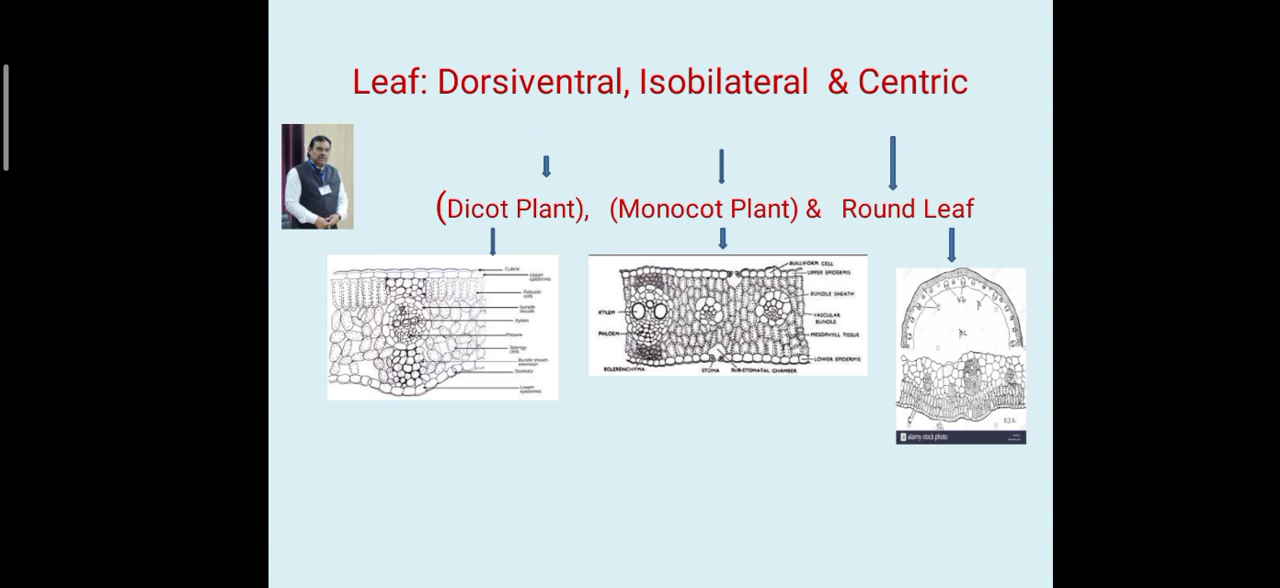 Leaf: Dorsiventral, Isobilateral & Centric
(Dicot Plant), (Monocot Plant) & Round Leaf
Cuticle
Upper epidermis
Palisade cells
Bundle sheath
Xylem
Phloem
Spongy cells
Bundle sheath extension
Stomata
Lower epidermis
BULLIFORM CELL
UPPER EPIDERMIS
BUNDLE SHEATH
XYLEM
VASCULAR BUNDLE
PHLOEM
MESOPHYLL TISSUE
LOWER EPIDERMIS
SCLERENCHYMA
STOMA
SUB-STOMATAL CHAMBER
alamy stock photo